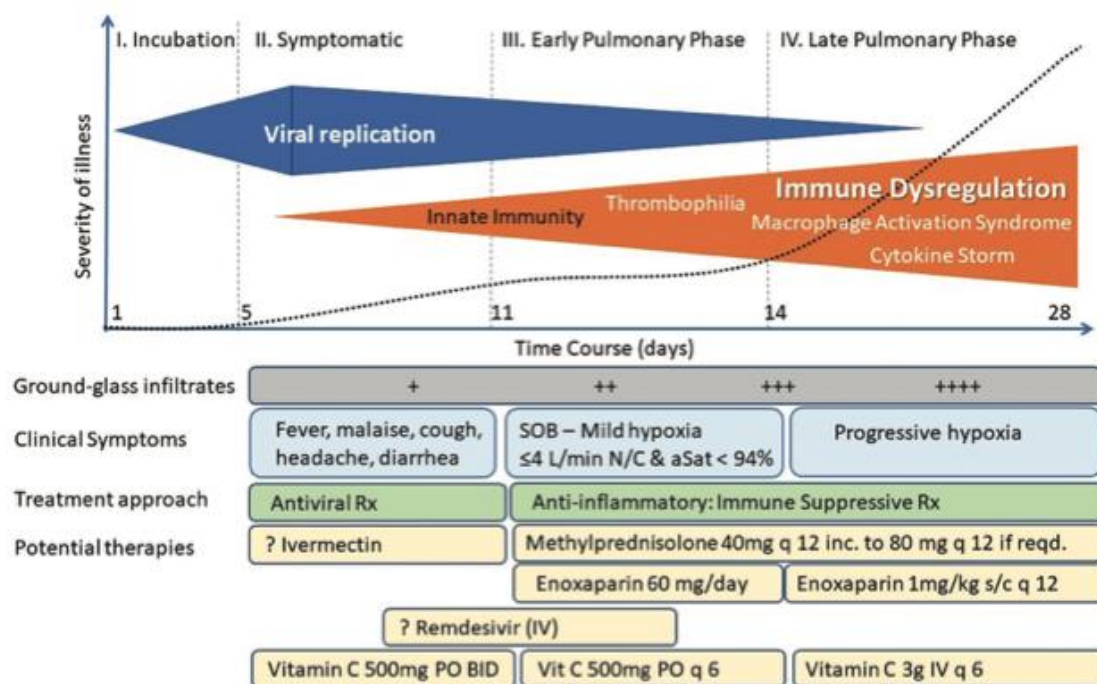 I. Incubation
II. Symptomatic
III. Early Pulmonary Phase
IV. Late Pulmonary Phase
Severity of illness
Viral replication
Innate Immunity
Thrombophilia
Immune Dysregulation
Macrophage Activation Syndrome
Cytokine Storm
1
5
11
14
28
Time Course (days)
Ground-glass infiltrates
+
++
+++
++++
Clinical Symptoms
Fever, malaise, cough,
headache, diarrhea
SOB – Mild hypoxia
≤4 L/min N/C & aSat < 94%
Progressive hypoxia
Treatment approach
Antiviral Rx
Anti-inflammatory: Immune Suppressive Rx
Potential therapies
? Ivermectin
Methylprednisolone 40mg q 12 inc. to 80 mg q 12 if reqd.
Enoxaparin 60 mg/day
Enoxaparin 1mg/kg s/c q 12
? Remdesivir (IV)
Vitamin C 500mg PO BID
Vit C 500mg PO q 6
Vitamin C 3g IV q 6